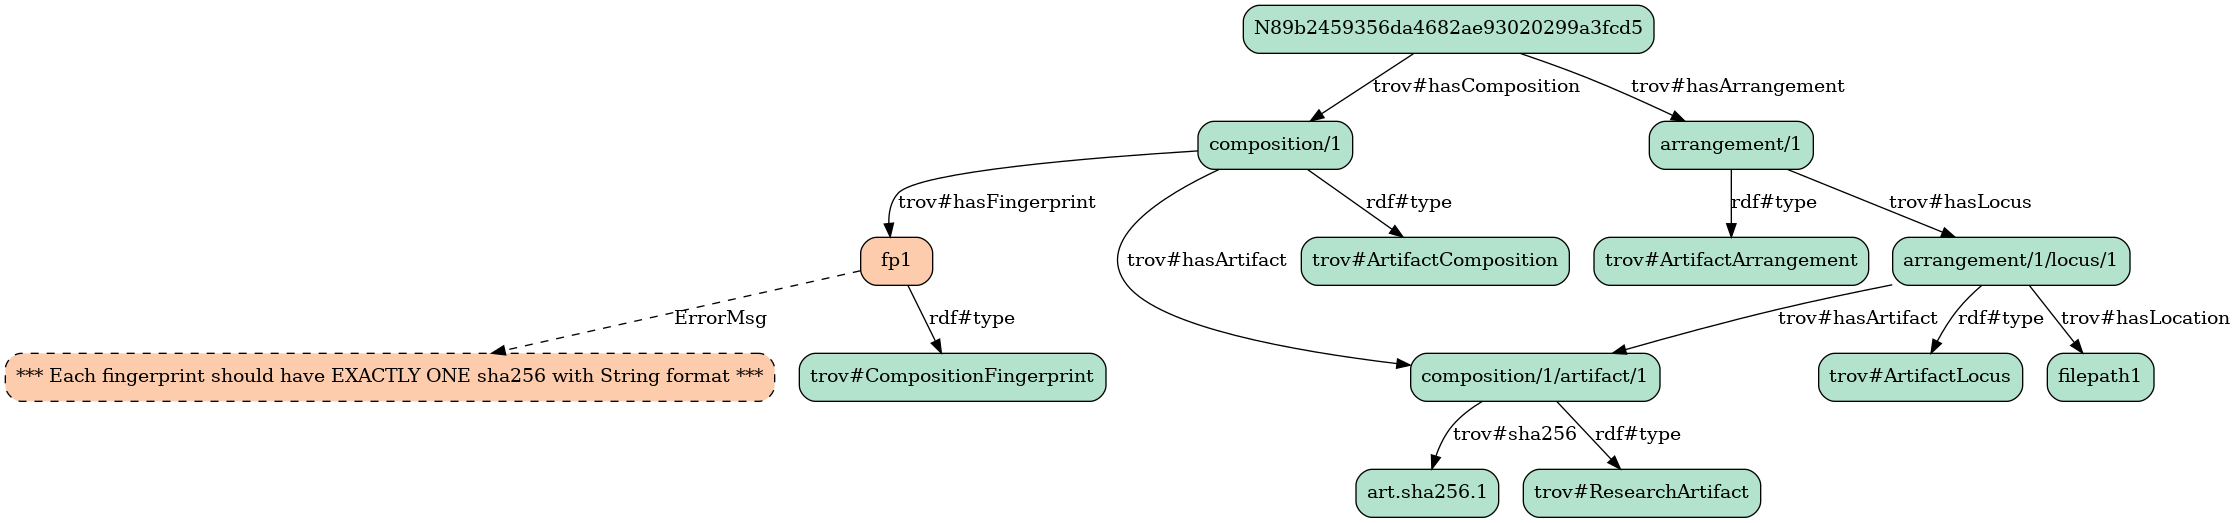 N89b2459356da4682ae93020299a3fcd5
trov#hasComposition
trov#hasArrangement
composition/1
arrangement/1
trov#hasFingerprint
rdf#type
rdf#type
trov#hasLocus
fp1
trov#hasArtifact
trov#ArtifactComposition
trov#ArtifactArrangement
arrangement/1/locus/1
ErrorMsg
rdf#type
trov#hasArtifact
rdf#type
trov#hasLocation
*** Each fingerprint should have EXACTLY ONE sha256 with String format ***
trov#CompositionFingerprint
composition/1/artifact/1
trov#ArtifactLocus
filepath1
trov#sha256
rdf#type
art.sha256.1
trov#ResearchArtifact